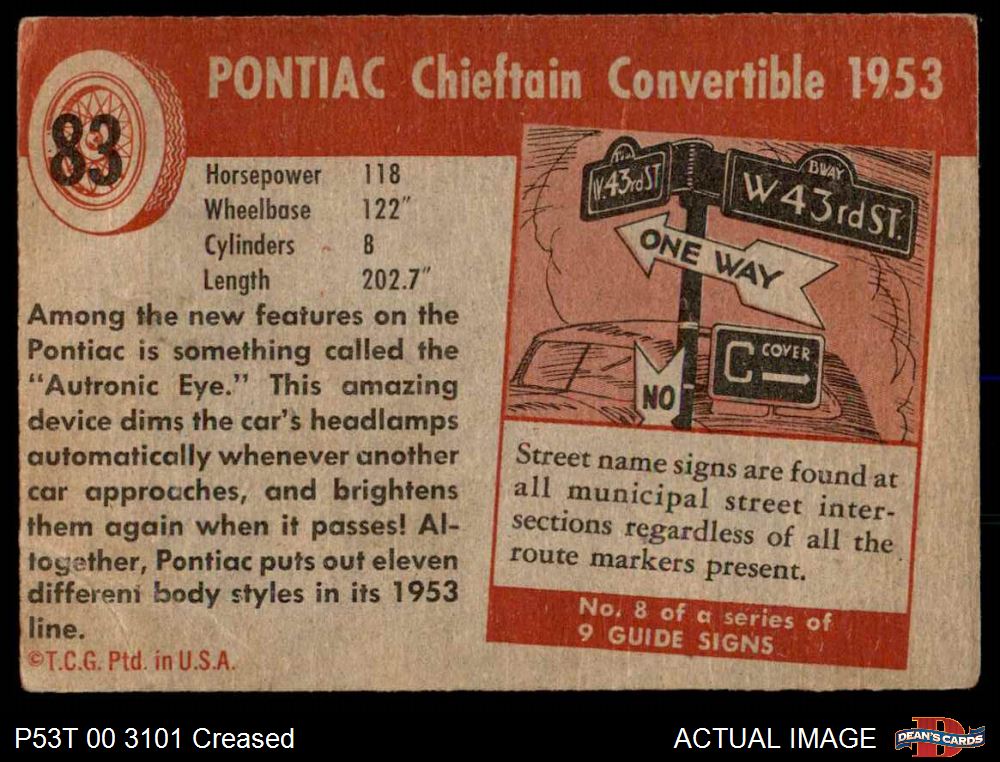 PONTIAC Chieftain Convertible 1953
83
Horsepower 118
Wheelbase 122"
Cylinders 8
Length 202.7"
Among the new features on the
Pontiac is something called the
"Autronic Eye." This amazing
device dims the car's headlamps
automatically whenever another
car approaches, and brightens
them again when it passes! Al-
together, Pontiac puts out eleven
different body styles in its 1953
line.
©T.C.G. Ptd. in U.S.A.
W.43rd ST
BWAY
W43rd ST.
ONE WAY
C COVER
NO
Street name signs are found at
all municipal street inter-
sections regardless of all the
route markers present.
No. 8 of a series of
9 GUIDE SIGNS
P53T 00 3101 Creased
ACTUAL IMAGE
D
DEAN'S CARDS